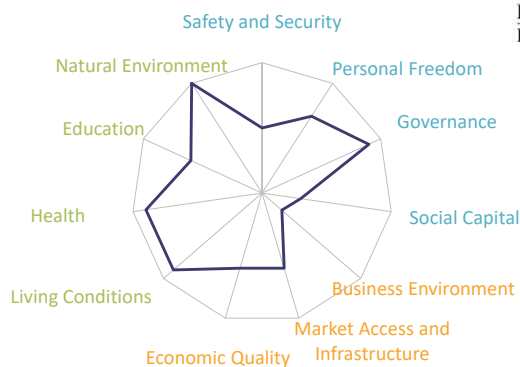 Safety and Security
Natural Environment
Personal Freedom
Education
Governance
Health
Social Capital
Living Conditions
Business Environment
Market Access and
Infrastructure
Economic Quality